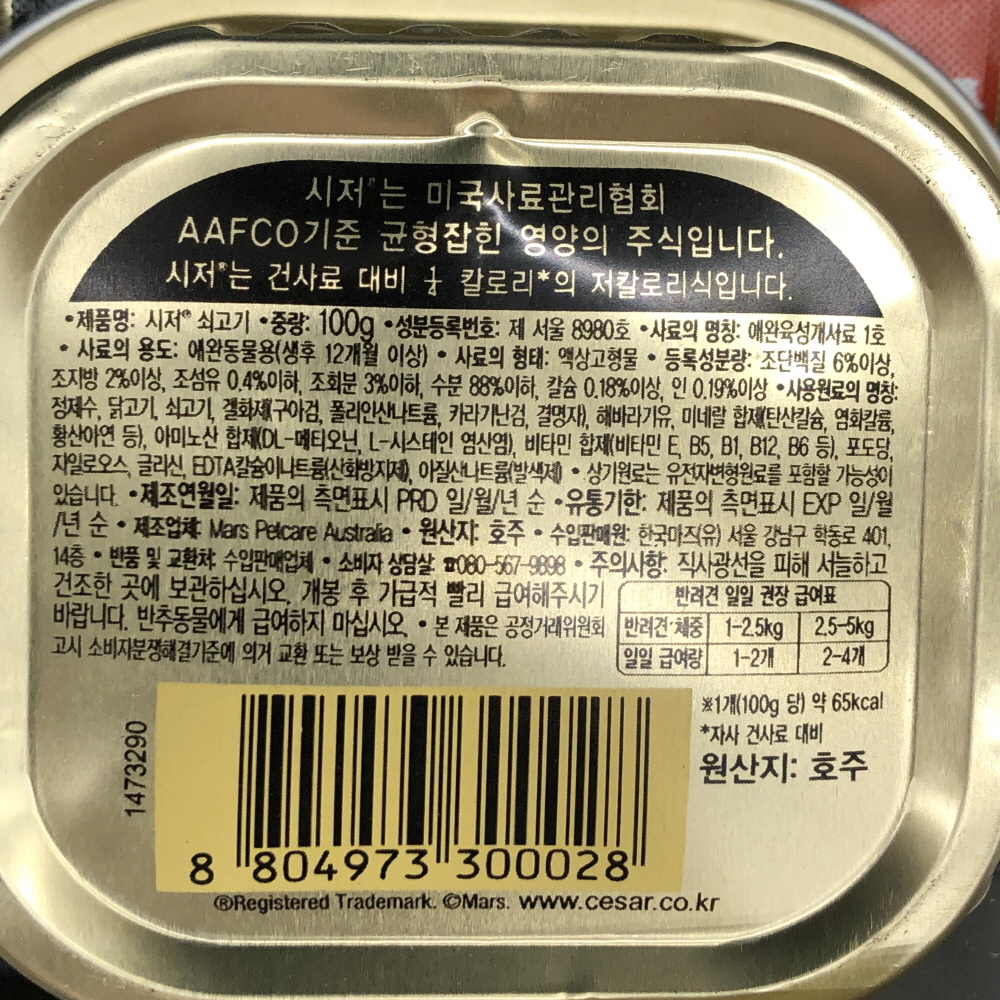 시저®는 미국사료관리협회
AAFCO기준 균형잡힌 영양의 주식입니다.
시저®는 건사료 대비 ¼ 칼로리*의 저칼로리식입니다.
•제품명: 시저® 쇠고기 •중량: 100g •성분등록번호: 제 서울 8980호 •사료의 명칭: 애완육성개사료 1호
• 사료의 용도: 애완동물용(생후 12개월 이상) • 사료의 형태: 액상고형물 • 등록성분량: 조단백질 6%이상,
조지방 2%이상, 조섬유 0.4%이하, 조회분 3%이하, 수분 88%이하, 칼슘 0.18%이상, 인 0.19%이상 •사용원료의 명칭:
정제수, 닭고기, 쇠고기, 겔화제(구아검, 폴리인산나트륨, 카라기난검, 결명자), 해바라기유, 미네랄 합제(탄산칼슘, 염화칼륨,
황산아연 등), 아미노산 합제(DL-메티오닌, L-시스테인 염산염), 비타민 합제(비타민 E, B5, B1, B12, B6 등), 포도당,
자일로오스, 글리신, EDTA칼슘이나트륨(산화방지제), 아질산나트륨(발색제) • 상기원료는 유전자변형원료를 포함할 가능성이
있습니다. •제조연월일: 제품의 측면표시 PRD 일/월/년 순 •유통기한: 제품의 측면표시 EXP 일/월
/년 순 • 제조업체: Mars Petcare Australia • 원산지: 호주 • 수입판매원: 한국마즈(유) 서울 강남구 학동로 401,
14층 • 반품 및 교환처: 수입판매업체 • 소비자 상담실: ☎080-567-9898 • 주의사항: 직사광선을 피해 서늘하고
건조한 곳에 보관하십시오. 개봉 후 가급적 빨리 급여해주시기
바랍니다. 반추동물에게 급여하지 마십시오. • 본 제품은 공정거래위원회
고시 소비자분쟁해결기준에 의거 교환 또는 보상 받을 수 있습니다.
반려견 일일 권장 급여표
반려견 체중 1-2.5kg 2.5-5kg
일일 급여량 1-2개 2-4개
※1개(100g 당) 약 65kcal
*자사 건사료 대비
원산지: 호주
1473290
8 804973 300028
®Registered Trademark. ©Mars. www.cesar.co.kr